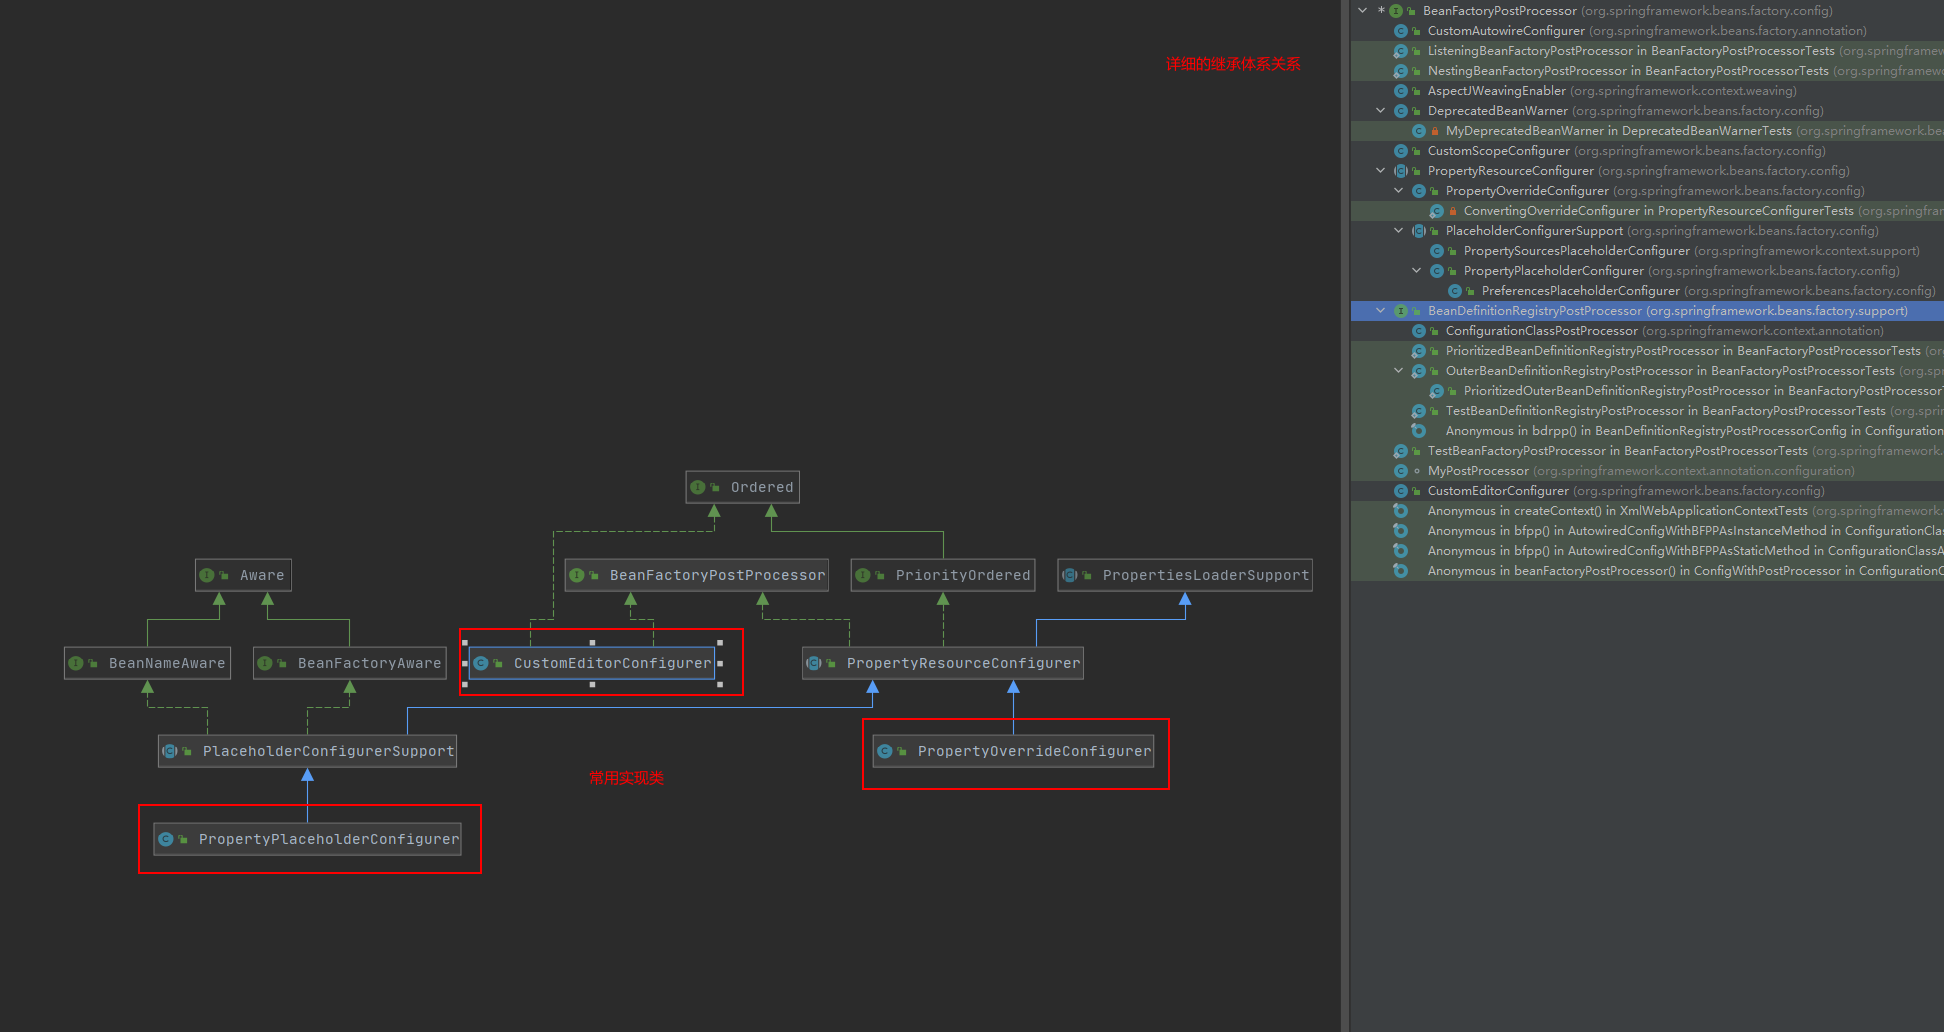 详细的继承体系关系
Ordered
Aware
BeanFactoryPostProcessor
PriorityOrdered
PropertiesLoaderSupport
BeanNameAware
BeanFactoryAware
CustomEditorConfigurer
PropertyResourceConfigurer
PlaceholderConfigurerSupport
PropertyOverrideConfigurer
常用实现类
PropertyPlaceholderConfigurer
* BeanFactoryPostProcessor (org.springframework.beans.factory.config)
CustomAutowireConfigurer (org.springframework.beans.factory.annotation)
ListeningBeanFactoryPostProcessor in BeanFactoryPostProcessorTests (org.springframew
NestingBeanFactoryPostProcessor in BeanFactoryPostProcessorTests (org.springframewo
AspectJWeavingEnabler (org.springframework.context.weaving)
DeprecatedBeanWarner (org.springframework.beans.factory.config)
MyDeprecatedBeanWarner in DeprecatedBeanWarnerTests (org.springframework.bea
CustomScopeConfigurer (org.springframework.beans.factory.config)
PropertyResourceConfigurer (org.springframework.beans.factory.config)
PropertyOverrideConfigurer (org.springframework.beans.factory.config)
ConvertingOverrideConfigurer in PropertyResourceConfigurerTests (org.springfran
PlaceholderConfigurerSupport (org.springframework.beans.factory.config)
PropertySourcesPlaceholderConfigurer (org.springframework.context.support)
PropertyPlaceholderConfigurer (org.springframework.beans.factory.config)
PreferencesPlaceholderConfigurer (org.springframework.beans.factory.config)
BeanDefinitionRegistryPostProcessor (org.springframework.beans.factory.support)
ConfigurationClassPostProcessor (org.springframework.context.annotation)
PrioritizedBeanDefinitionRegistryPostProcessor in BeanFactoryPostProcessorTests (org
OuterBeanDefinitionRegistryPostProcessor in BeanFactoryPostProcessorTests (org.sp
PrioritizedOuterBeanDefinitionRegistryPostProcessor in BeanFactoryPostProcessorT
TestBeanDefinitionRegistryPostProcessor in BeanFactoryPostProcessorTests (org.sprin
Anonymous in bdrpp() in BeanDefinitionRegistryPostProcessorConfig in Configuration
TestBeanFactoryPostProcessor in BeanFactoryPostProcessorTests (org.springframework.
MyPostProcessor (org.springframework.context.annotation.configuration)
CustomEditorConfigurer (org.springframework.beans.factory.config)
Anonymous in createContext() in XmlWebApplicationContextTests (org.springframework.
Anonymous in bfpp() in AutowiredConfigWithBFPPAsInstanceMethod in ConfigurationClas
Anonymous in bfpp() in AutowiredConfigWithBFPPAsStaticMethod in ConfigurationClassA
Anonymous in beanFactoryPostProcessor() in ConfigWithPostProcessor in ConfigurationC